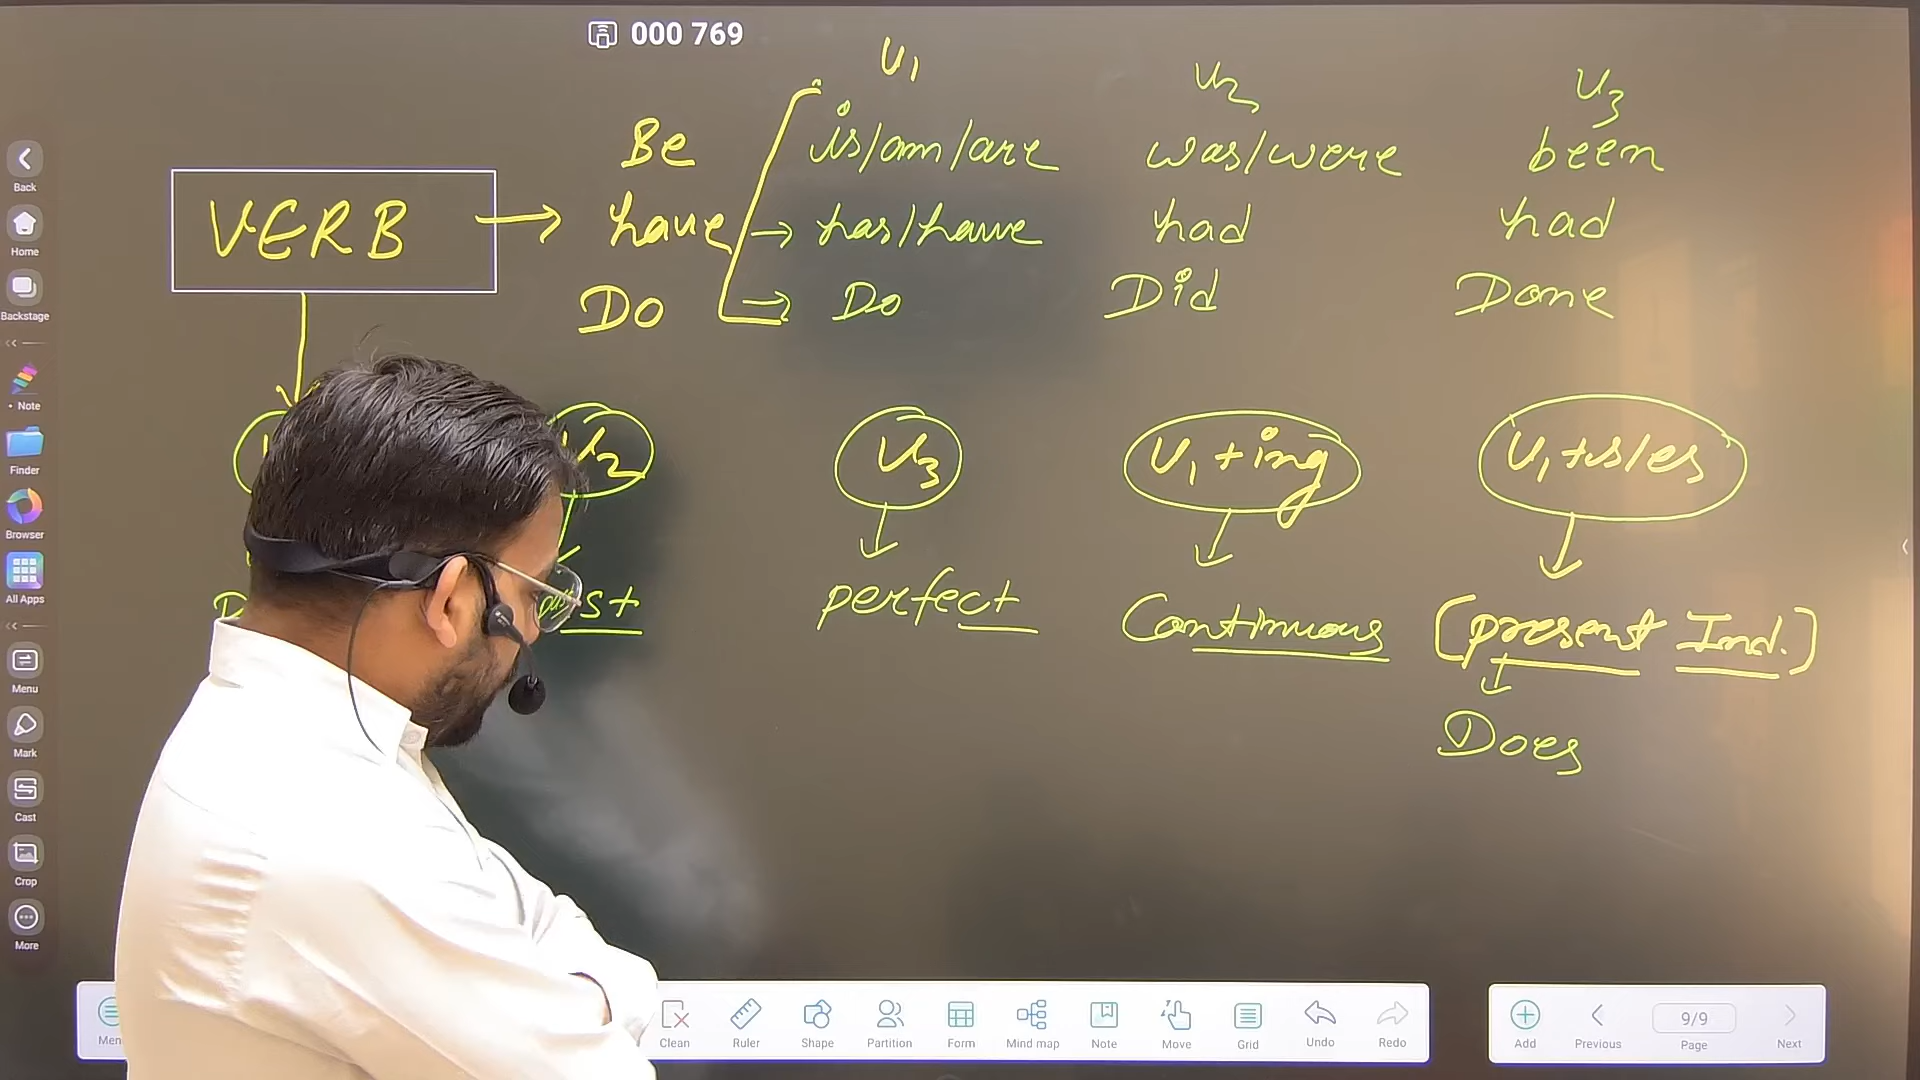 000 769
V1 V2 V3
Be is/am/are was/were been
VERB → have → has/have had had
Do → Do Did Done
V2 V3 V1+ing V1+s/es
past perfect Continuous (present Ind.)
Does
Back
Home
Backstage
Note
Finder
Browser
All Apps
Menu
Mark
Cast
Crop
More
Clean Ruler Shape Partition Form Mind map Note Move Grid Undo Redo
Add Previous 9/9 Page Next